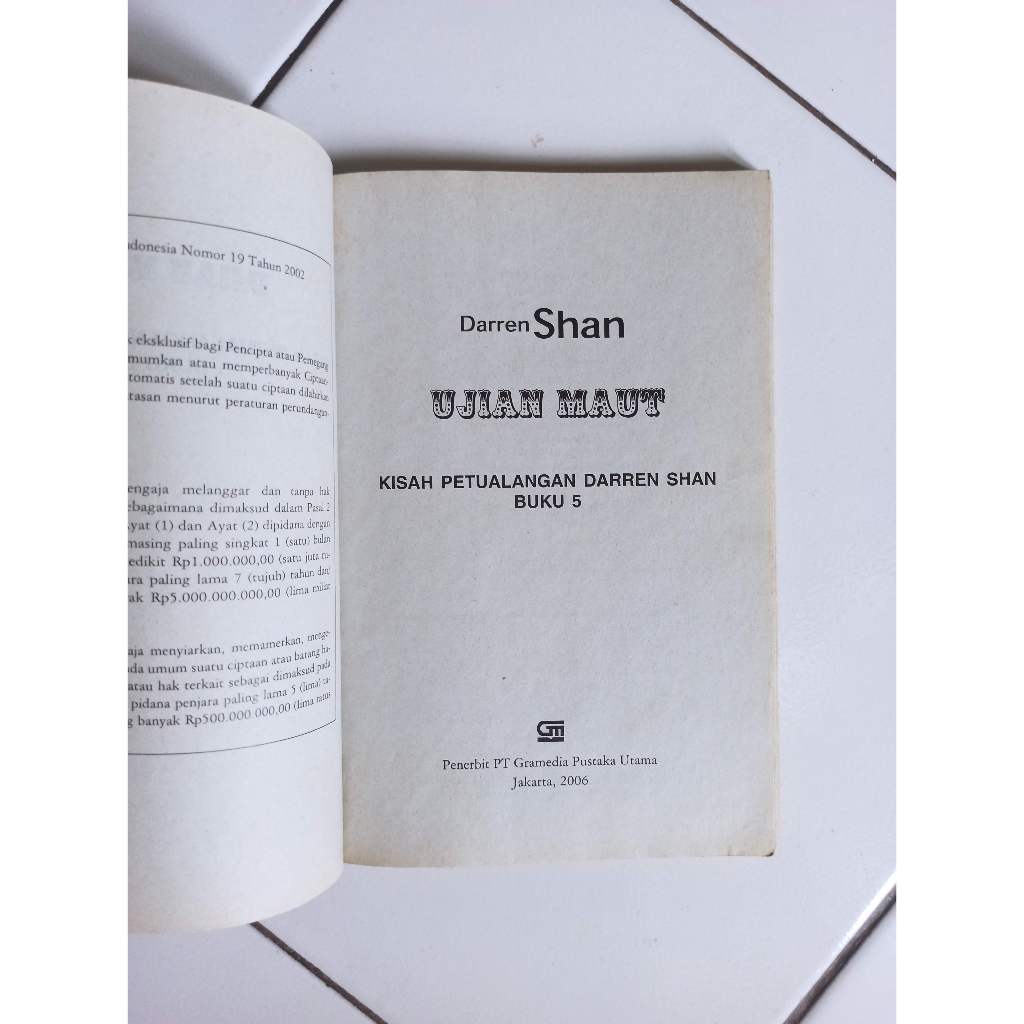 ndonesia Nomor 19 Tahun 2002
k eksklusif bagi Pencipta atau Pemegang
mumkan atau memperbanyak Ciptaan-
tomatis setelah suatu ciptaan dilahirkan
tasan menurut peraturan perundangan-
engaja melanggar dan tanpa hak
ebagaimana dimaksud dalam Pasal 2
yat (1) dan Ayat (2) dipidana dengan
masing paling singkat 1 (satu) bulan
edikit Rp1.000.000,00 (satu juta ru-
ara paling lama 7 (tujuh) tahun dan/
ak Rp5.000.000.000,00 (lima miliar
aja menyiarkan, memamerkan, menge-
da umum suatu ciptaan atau barang ha-
atau hak terkait sebagai dimaksud pada
pidana penjara paling lama 5 (lima) ta-
g banyak Rp500.000.000,00 (lima ratus
Darren Shan
UJIAN MAUT
KISAH PETUALANGAN DARREN SHAN
BUKU 5
GM
Penerbit PT Gramedia Pustaka Utama
Jakarta, 2006